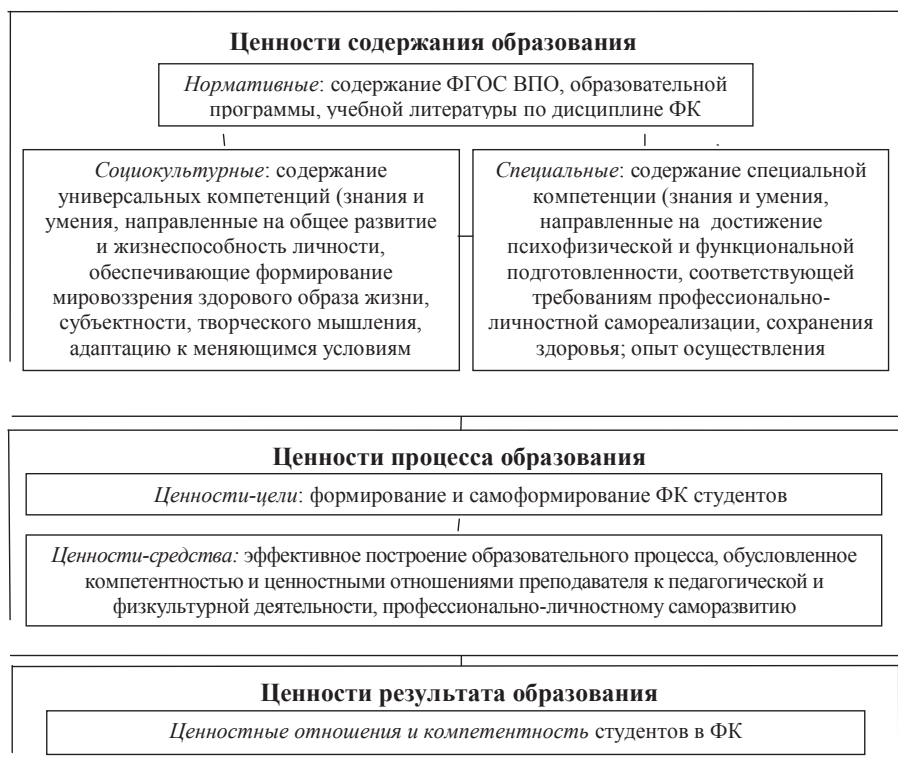 Ценности содержания образования
Нормативные: содержание ФГОС ВПО, образовательной
программы, учебной литературы по дисциплине ФК
Социокультурные: содержание
универсальных компетенций (знания и
умения, направленные на общее развитие
и жизнеспособность личности,
обеспечивающие формирование
мировоззрения здорового образа жизни,
субъектности, творческого мышления,
адаптацию к меняющимся условиям
Специальные: содержание специальной
компетенции (знания и умения,
направленные на достижение
психофизической и функциональной
подготовленности, соответствующей
требованиям профессионально-
личностной самореализации, сохранения
здоровья; опыт осуществления
Ценности процесса образования
Ценности-цели: формирование и самоформирование ФК студентов
Ценности-средства: эффективное построение образовательного процесса, обусловленное
компетентностью и ценностными отношениями преподавателя к педагогической и
физкультурной деятельности, профессионально-личностному саморазвитию
Ценности результата образования
Ценностные отношения и компетентность студентов в ФК